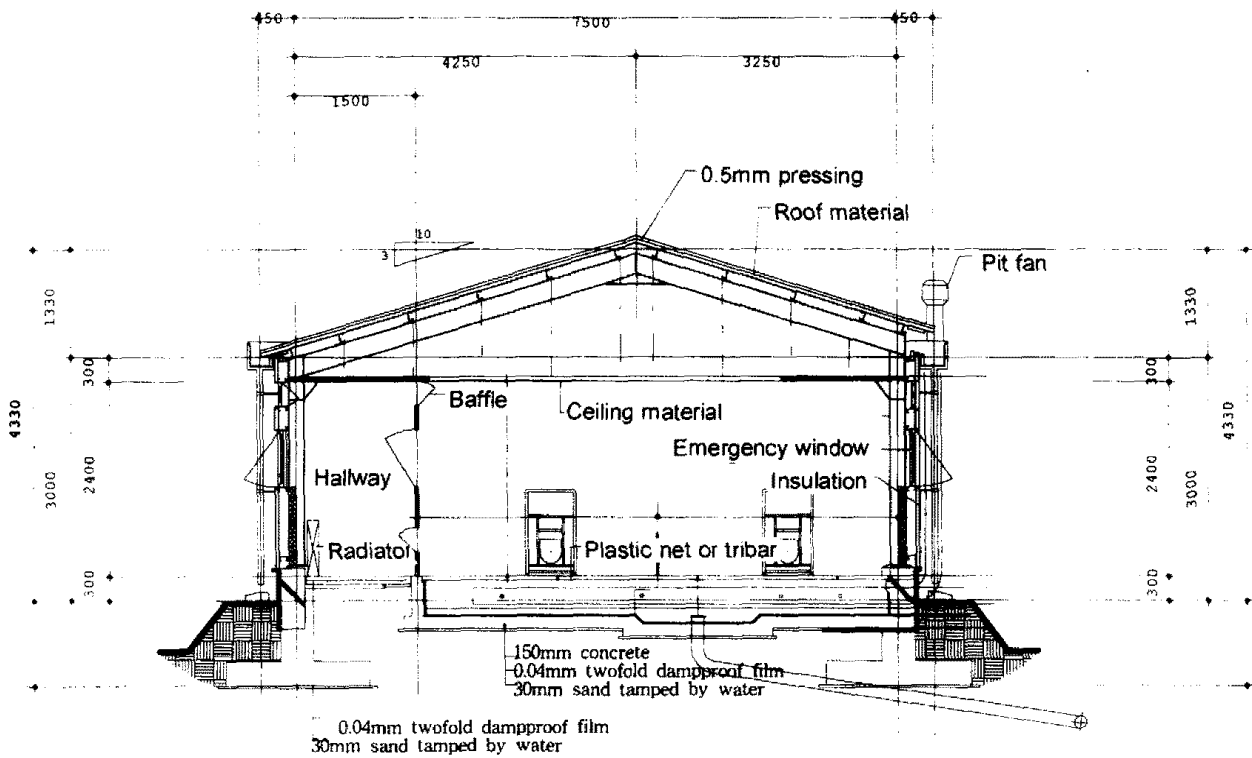 450
7500
450
4250
3250
1500
0.5mm pressing
Roof material
10
3
Pit fan
1330
1330
300
300
Baffle
Ceiling material
4330
4330
Emergency window
Hallway
2400
2400
3000
3000
Insulation
Radiator
Plastic net or tribar
300
300
150mm concrete
0.04mm twofold dampproof film
30mm sand tamped by water
0.04mm twofold dampproof film
30mm sand tamped by water